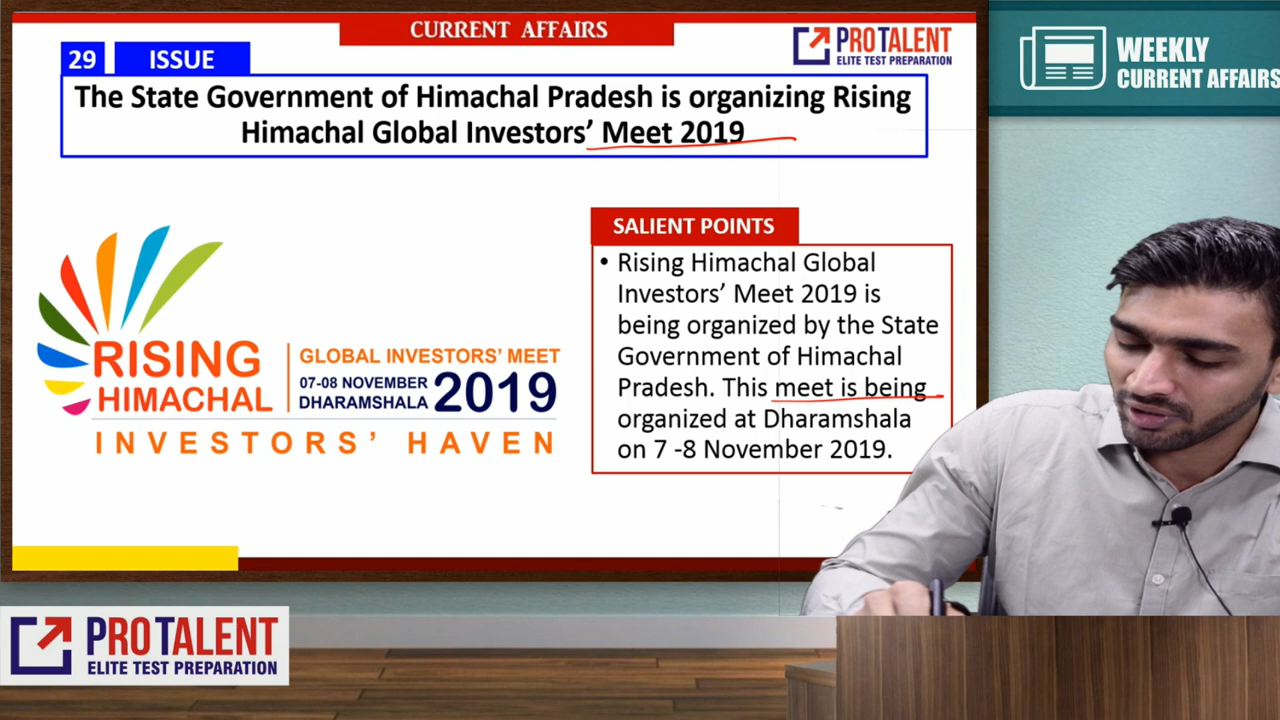 CURRENT AFFAIRS
PROTALENT
ELITE TEST PREPARATION
WEEKLY
CURRENT AFFAIRS
29
ISSUE
The State Government of Himachal Pradesh is organizing Rising
Himachal Global Investors’ Meet 2019
SALIENT POINTS
• Rising Himachal Global
Investors’ Meet 2019 is
being organized by the State
Government of Himachal
Pradesh. This meet is being
organized at Dharamshala
on 7 -8 November 2019.
RISING
HIMACHAL
GLOBAL INVESTORS’ MEET
07-08 NOVEMBER
DHARAMSHALA
2019
INVESTORS’ HAVEN
PROTALENT
ELITE TEST PREPARATION